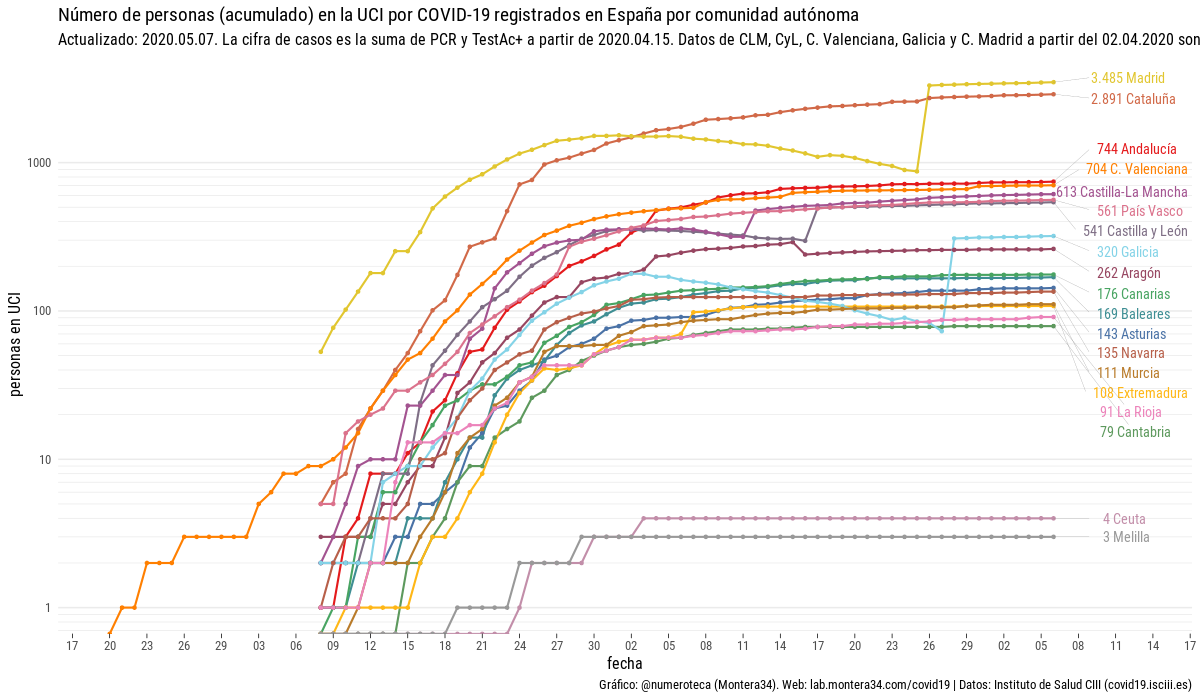 Número de personas (acumulado) en la UCI por COVID-19 registrados en España por comunidad autónoma
Actualizado: 2020.05.07. La cifra de casos es la suma de PCR y TestAc+ a partir de 2020.04.15. Datos de CLM, CyL, C. Valenciana, Galicia y C. Madrid a partir del 02.04.2020 son
personas en UCI
1000
100
10
1
3.485 Madrid
2.891 Cataluña
744 Andalucía
704 C. Valenciana
613 Castilla-La Mancha
561 País Vasco
541 Castilla y León
320 Galicia
262 Aragón
176 Canarias
169 Baleares
143 Asturias
135 Navarra
111 Murcia
108 Extremadura
91 La Rioja
79 Cantabria
4 Ceuta
3 Melilla
17 20 23 26 29 03 06 09 12 15 18 21 24 27 30 02 05 08 11 14 17 20 23 26 29 02 05 08 11 14 17
fecha
Gráfico: @numeroteca (Montera34). Web: lab.montera34.com/covid19 | Datos: Instituto de Salud CIII (covid19.isciii.es)